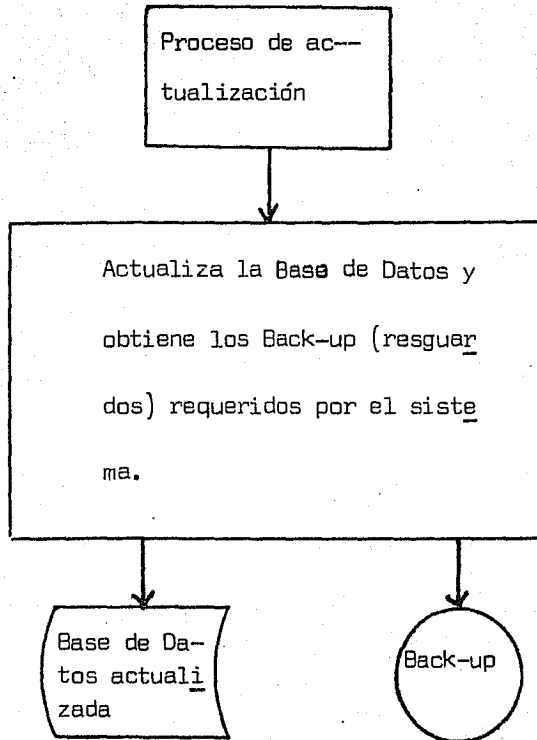 Proceso de ac--
tualización
Actualiza la Base de Datos y
obtiene los Back-up (resguar
dos) requeridos por el siste
ma.
Base de Da-
tos actuali
zada
Back-up